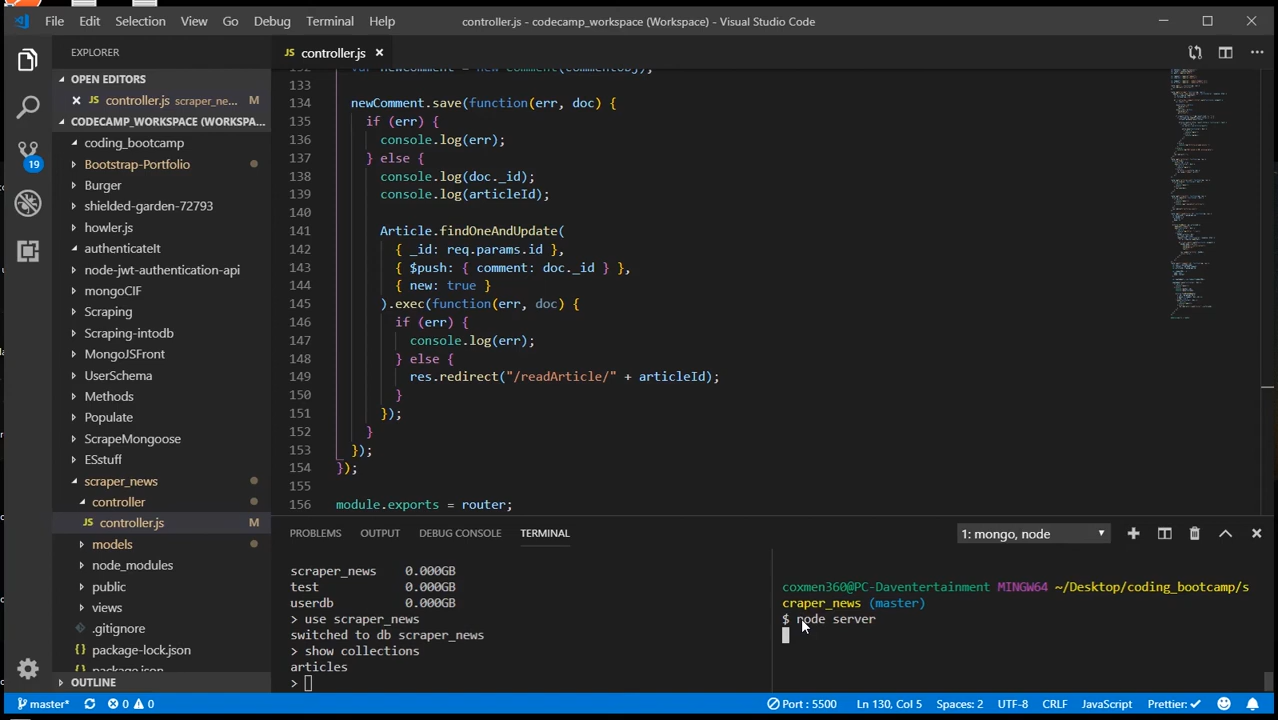 File Edit Selection View Go Debug Terminal Help
controller.js - codecamp_workspace (Workspace) - Visual Studio Code
EXPLORER
OPEN EDITORS
controller.js scraper_ne... M
CODECAMP_WORKSPACE (WORKSPA...
coding_bootcamp
Bootstrap-Portfolio
Burger
shielded-garden-72793
howler.js
authenticateIt
node-jwt-authentication-api
mongoCIF
Scraping
Scraping-intodb
MongoJSFront
UserSchema
Methods
Populate
ScrapeMongoose
ESstuff
scraper_news
controller
JS controller.js M
models
node_modules
public
views
.gitignore
package-lock.json
package.json
OUTLINE
19
JS controller.js
132 var newComment = new Comment(commentObj);
133
134 newComment.save(function(err, doc) {
135 if (err) {
136 console.log(err);
137 } else {
138 console.log(doc._id);
139 console.log(articleId);
140
141 Article.findOneAndUpdate(
142 { _id: req.params.id },
143 { $push: { comment: doc._id } },
144 { new: true }
145 ).exec(function(err, doc) {
146 if (err) {
147 console.log(err);
148 } else {
149 res.redirect("/readArticle/" + articleId);
150 }
151 });
152 }
153 });
154 });
155
156 module.exports = router;
PROBLEMS OUTPUT DEBUG CONSOLE TERMINAL
1: mongo, node
scraper_news 0.000GB
test 0.000GB
userdb 0.000GB
> use scraper_news
switched to db scraper_news
> show collections
articles
>
coxmen360@PC-Daventertainment MINGW64 ~/Desktop/coding_bootcamp/s
craper_news (master)
$ node server
master* 0 0 Port : 5500 Ln 130, Col 5 Spaces: 2 UTF-8 CRLF JavaScript Prettier: ✓